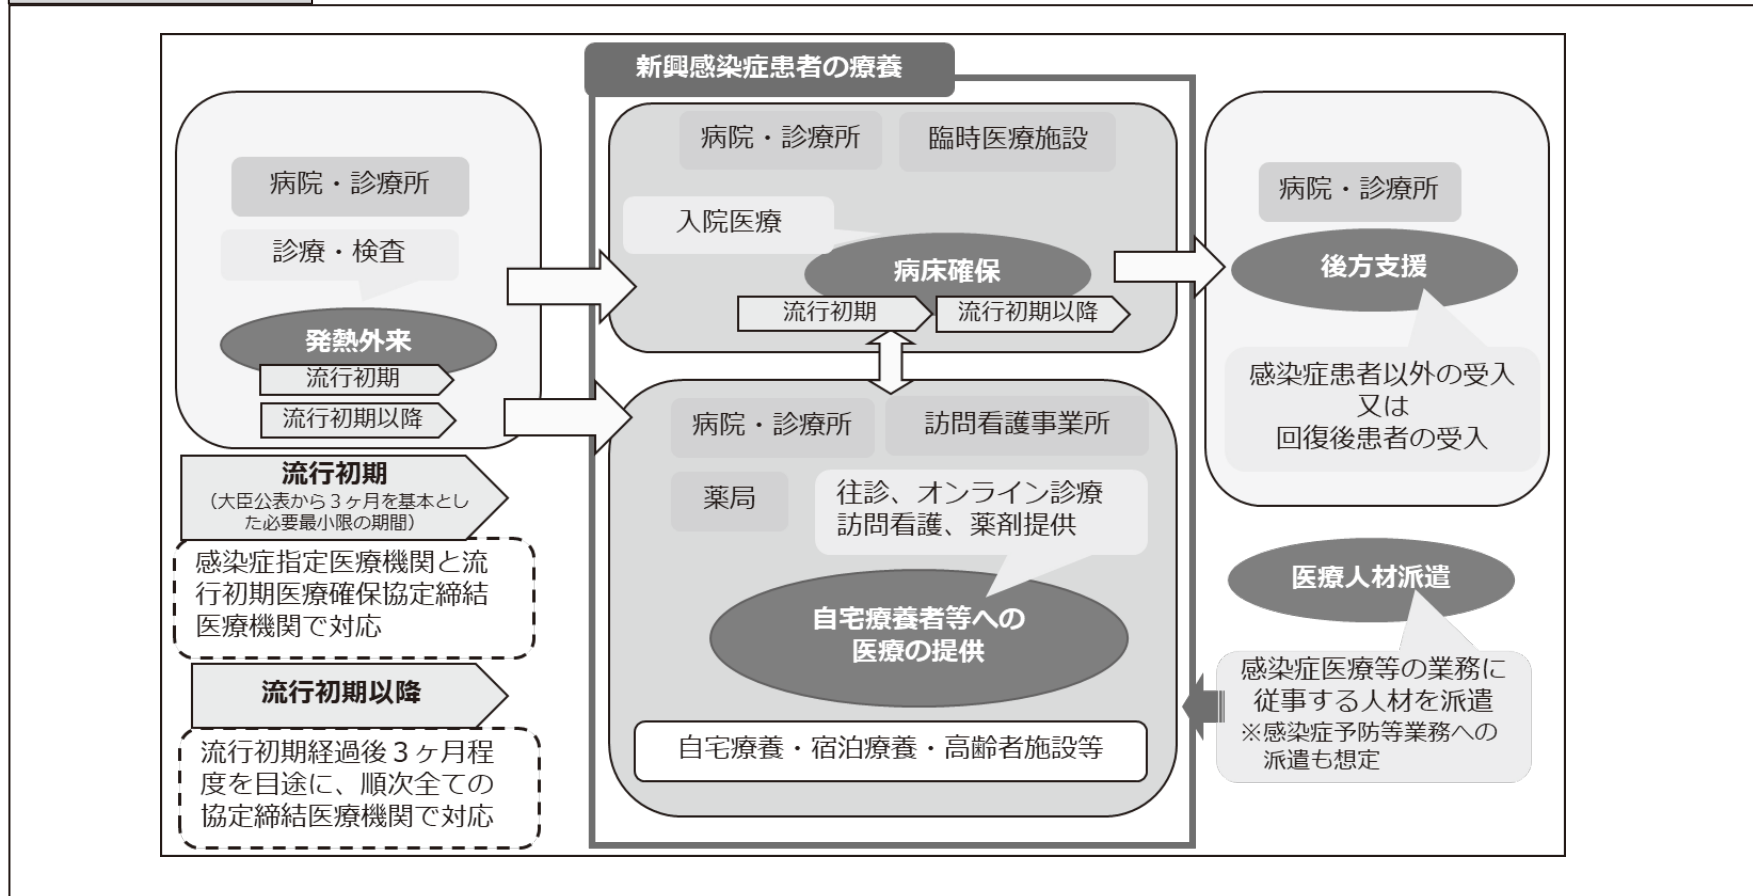 新興感染症患者の療養
病院・診療所
診療・検査
発熱外来
流行初期
流行初期以降
流行初期
（大臣公表から３ヶ月を基本とし
た必要最小限の期間）
感染症指定医療機関と流
行初期医療確保協定締結
医療機関で対応
流行初期以降
流行初期経過後３ヶ月程
度を目途に、順次全ての
協定締結医療機関で対応
病院・診療所
臨時医療施設
入院医療
病床確保
流行初期
流行初期以降
病院・診療所
訪問看護事業所
薬局
往診、オンライン診療
訪問看護、薬剤提供
自宅療養者等への
医療の提供
自宅療養・宿泊療養・高齢者施設等
病院・診療所
後方支援
感染症患者以外の受入
又は
回復後患者の受入
医療人材派遣
感染症医療等の業務に
従事する人材を派遣
※感染症予防等業務への
派遣も想定